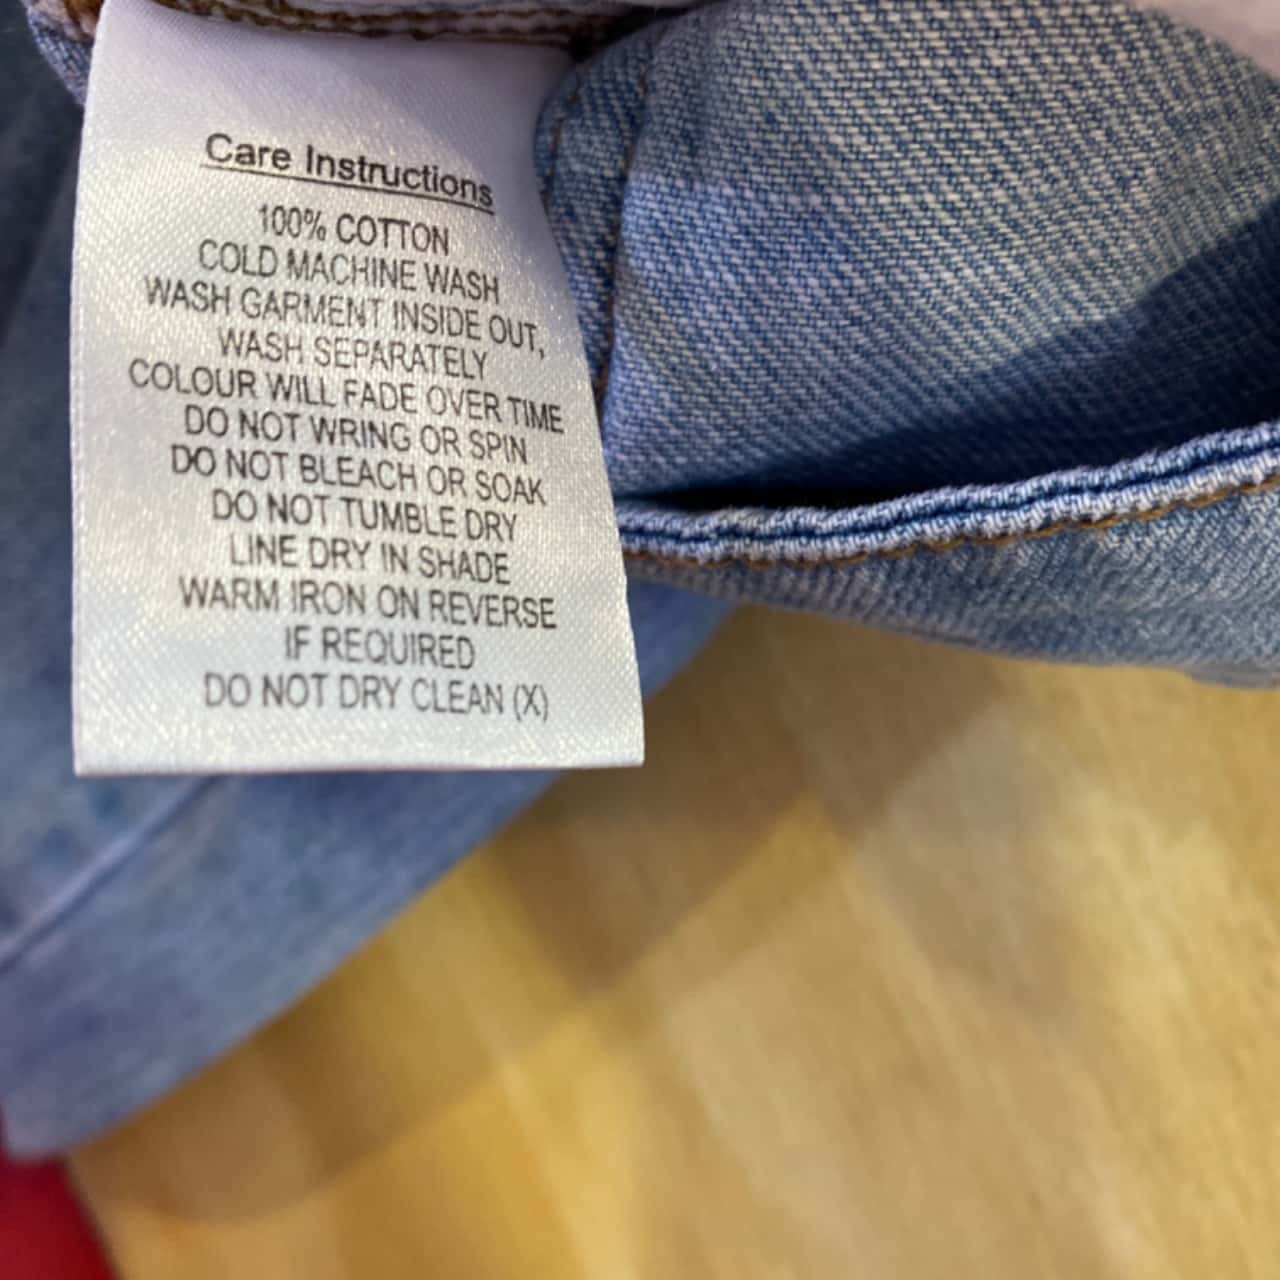 Care Instructions
100% COTTON
COLD MACHINE WASH
WASH GARMENT INSIDE OUT,
WASH SEPARATELY
COLOUR WILL FADE OVER TIME
DO NOT WRING OR SPIN
DO NOT BLEACH OR SOAK
DO NOT TUMBLE DRY
LINE DRY IN SHADE
WARM IRON ON REVERSE
IF REQUIRED
DO NOT DRY CLEAN (X)